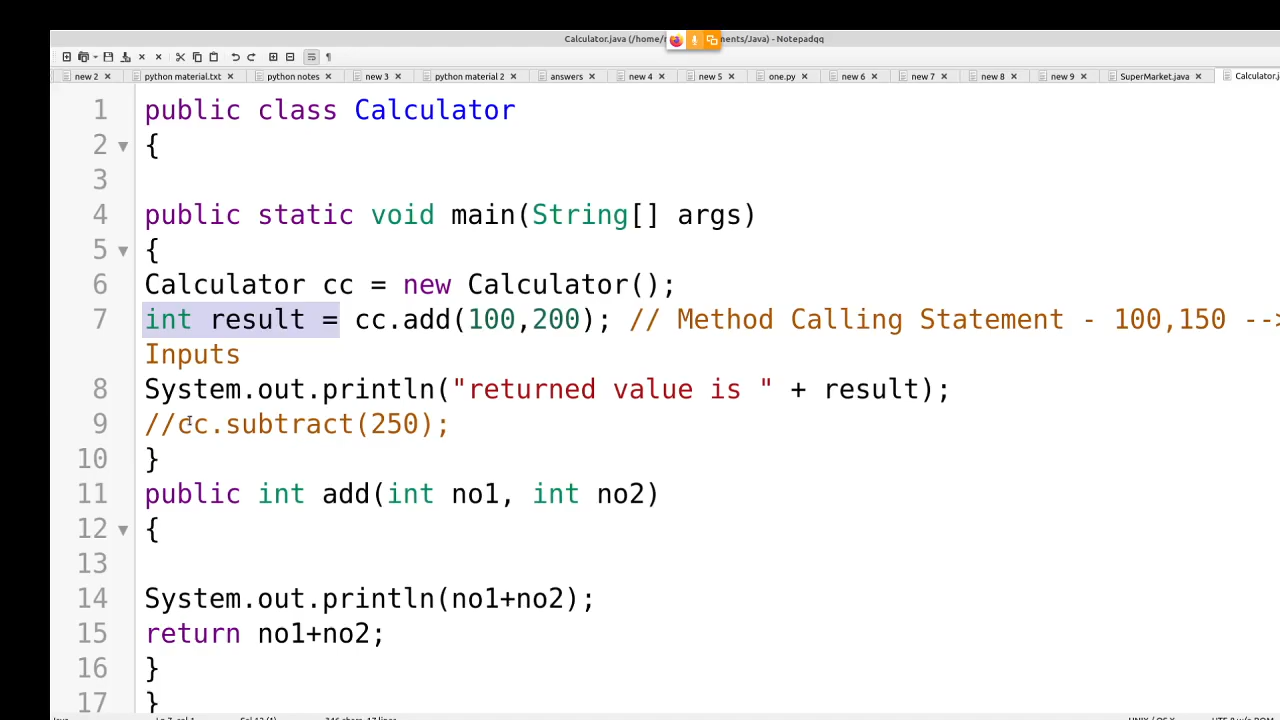 Calculator.java (/home/ ments/Java) - Notepadqq
new 2 python material.txt python notes new 3 python material 2 answers new 4 new 5 one.py new 6 new 7 new 8 new 9 SuperMarket.java Calculator.j
1 public class Calculator
2 {
3
4 public static void main(String[] args)
5 {
6 Calculator cc = new Calculator();
7 int result = cc.add(100,200); // Method Calling Statement - 100,150 -->
Inputs
8 System.out.println("returned value is " + result);
9 //cc.subtract(250);
10 }
11 public int add(int no1, int no2)
12 {
13
14 System.out.println(no1+no2);
15 return no1+no2;
16 }
17 }